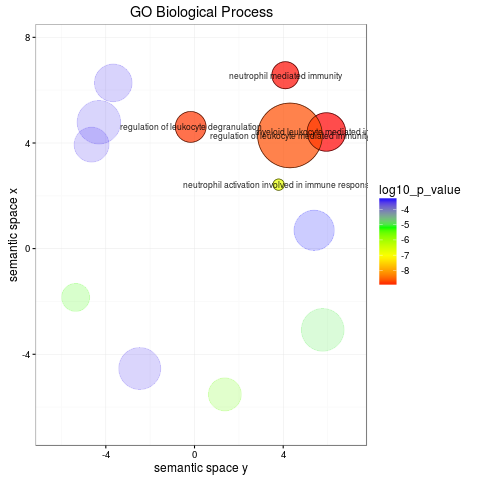 GO Biological Process
8
4
0
-4
semantic space x
neutrophil mediated immunity
regulation of leukocyte degranulation
myeloid leukocyte mediated i
regulation of leukocyte mediated immunity
neutrophil activation involved in immune respons
-4
0
4
semantic space y
log10_p_value
-4
-5
-6
-7
-8